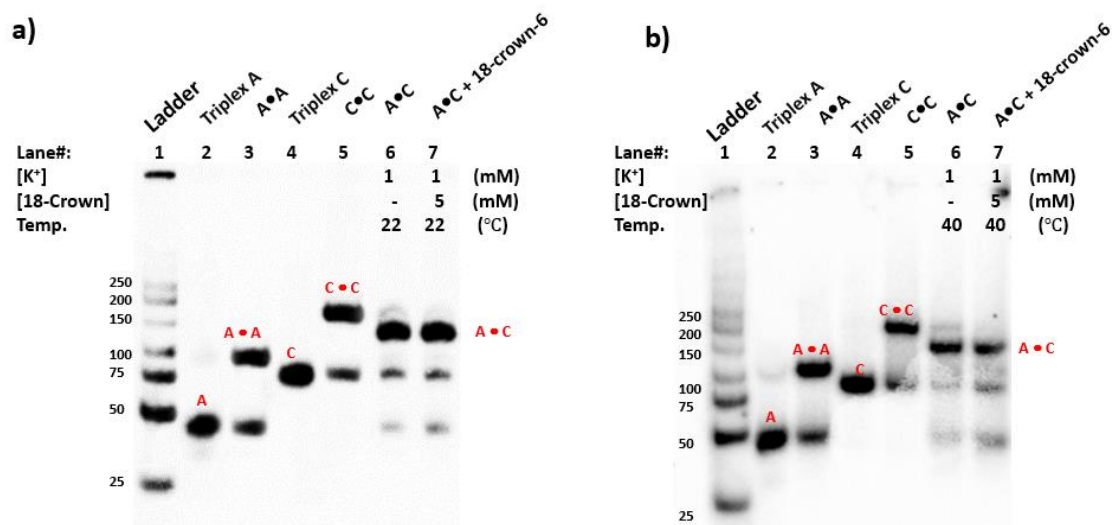 a)
Ladder
Triplex A
A•A
Triplex C
C•C
A•C
A•C + 18-crown-6
Lane#: 1 2 3 4 5 6 7
[K⁺] 1 1 (mM)
[18-Crown] - 5 (mM)
Temp. 22 22 (°C)
250
200
150
100
75
50
25
A
A•A
C
C•C
A•C
b)
Ladder
Triplex A
A•A
Triplex C
C•C
A•C
A•C + 18-crown-6
Lane#: 1 2 3 4 5 6 7
[K⁺] 1 1 (mM)
[18-Crown] - 5 (mM)
Temp. 40 40 (°C)
250
200
150
100
75
50
25
A
A•A
C
C•C
A•C